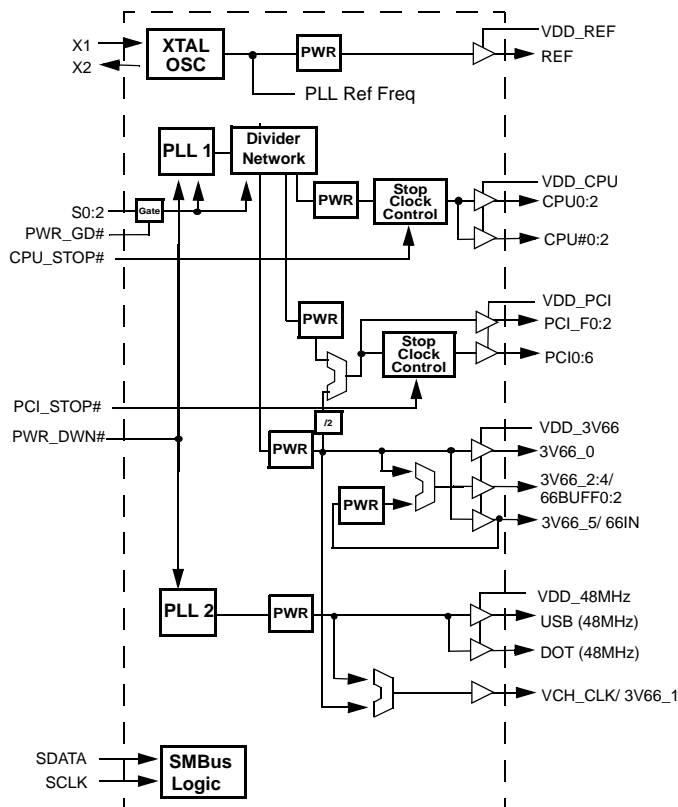 X1
X2
XTAL
OSC
PWR
VDD_REF
REF
PLL Ref Freq
PLL 1
Divider
Network
S0:2
Gate
PWR_GD#
CPU_STOP#
PWR
Stop
Clock
Control
VDD_CPU
CPU0:2
CPU#0:2
PWR
Stop
Clock
Control
VDD_PCI
PCI_F0:2
PCI0:6
PCI_STOP#
/2
PWR_DWN#
PWR
VDD_3V66
3V66_0
3V66_2:4/
66BUFF0:2
PWR
3V66_5/ 66IN
PLL 2
PWR
VDD_48MHz
USB (48MHz)
DOT (48MHz)
VCH_CLK/ 3V66_1
SDATA
SCLK
SMBus
Logic